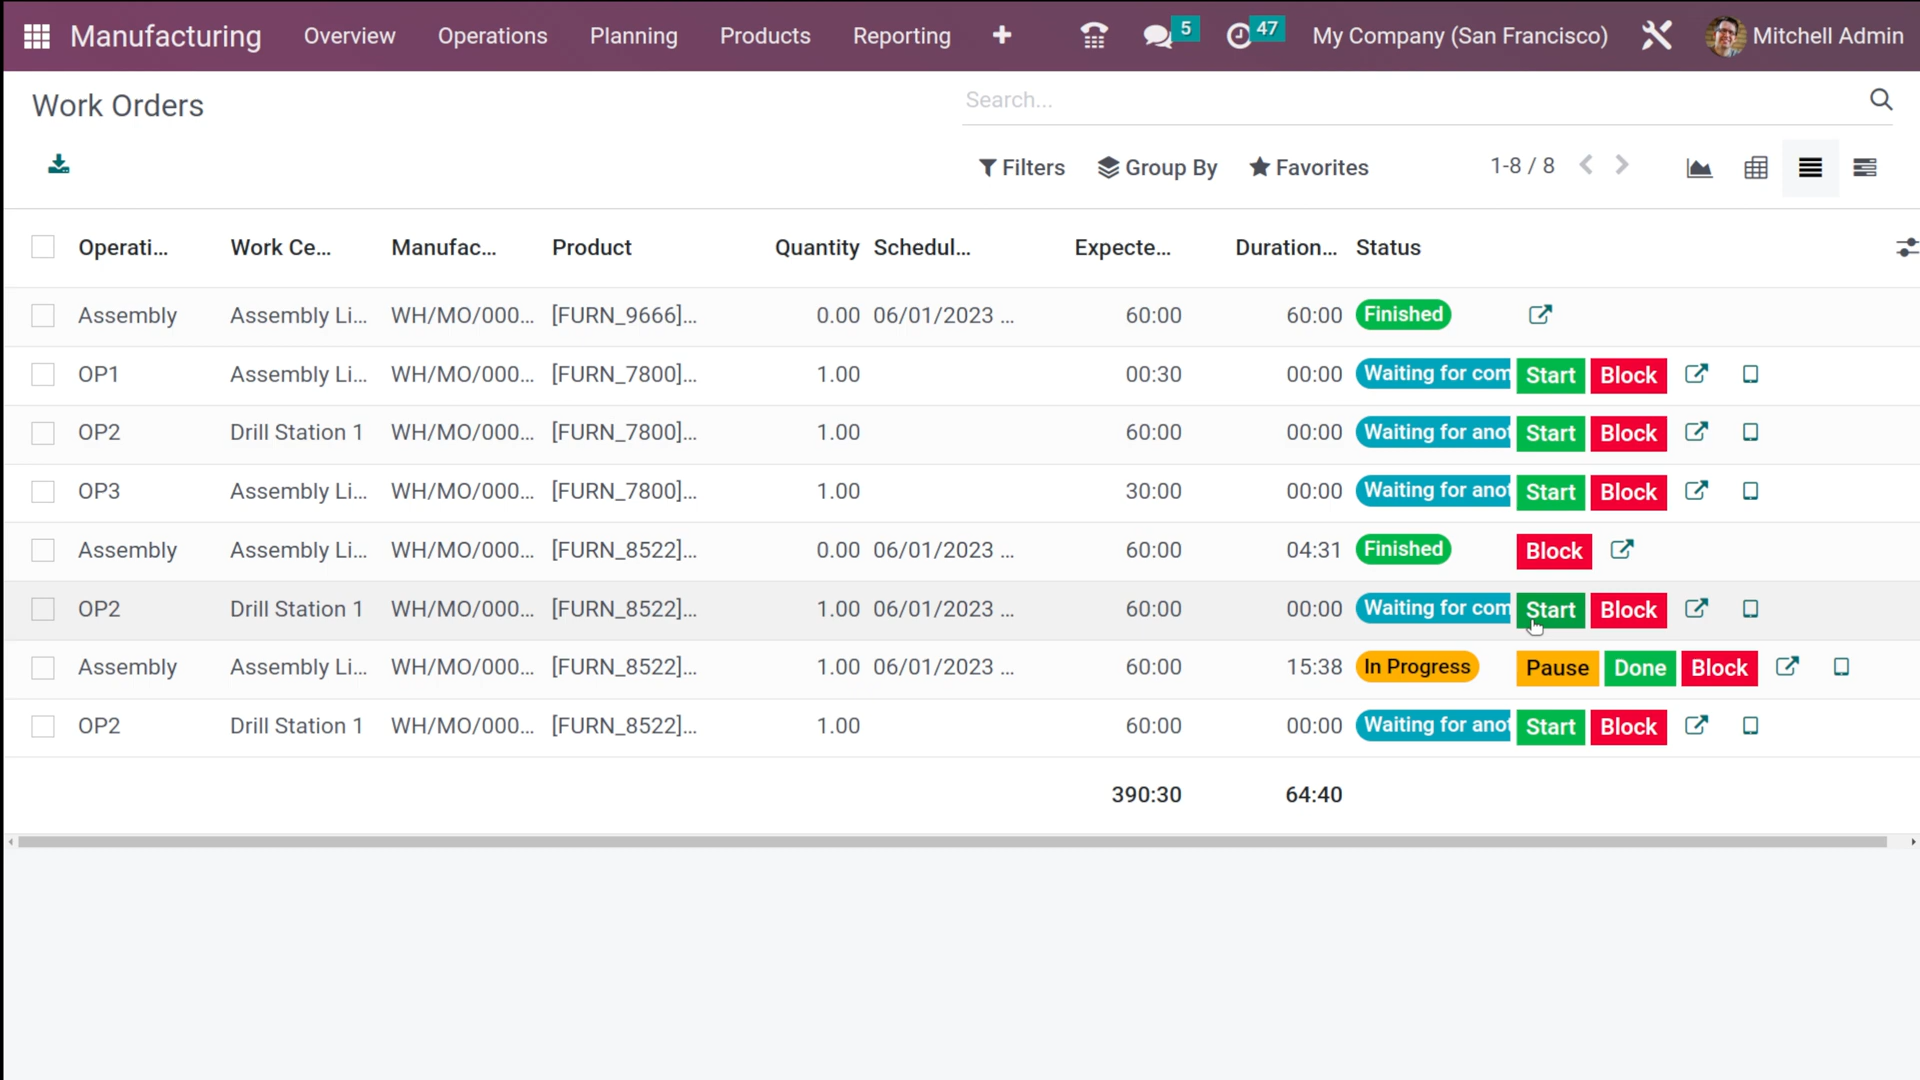 Manufacturing Overview Operations Planning Products Reporting + 5 47 My Company (San Francisco) Mitchell Admin
Work Orders
Search...
Filters Group By Favorites 1-8 / 8
Operati... Work Ce... Manufac... Product Quantity Schedul... Expecte... Duration... Status
Assembly Assembly Li... WH/MO/000... [FURN_9666]... 0.00 06/01/2023 ... 60:00 60:00 Finished
OP1 Assembly Li... WH/MO/000... [FURN_7800]... 1.00 00:30 00:00 Waiting for com Start Block
OP2 Drill Station 1 WH/MO/000... [FURN_7800]... 1.00 60:00 00:00 Waiting for anot Start Block
OP3 Assembly Li... WH/MO/000... [FURN_7800]... 1.00 30:00 00:00 Waiting for anot Start Block
Assembly Assembly Li... WH/MO/000... [FURN_8522]... 0.00 06/01/2023 ... 60:00 04:31 Finished Block
OP2 Drill Station 1 WH/MO/000... [FURN_8522]... 1.00 06/01/2023 ... 60:00 00:00 Waiting for com Start Block
Assembly Assembly Li... WH/MO/000... [FURN_8522]... 1.00 06/01/2023 ... 60:00 15:38 In Progress Pause Done Block
OP2 Drill Station 1 WH/MO/000... [FURN_8522]... 1.00 60:00 00:00 Waiting for anot Start Block
390:30 64:40